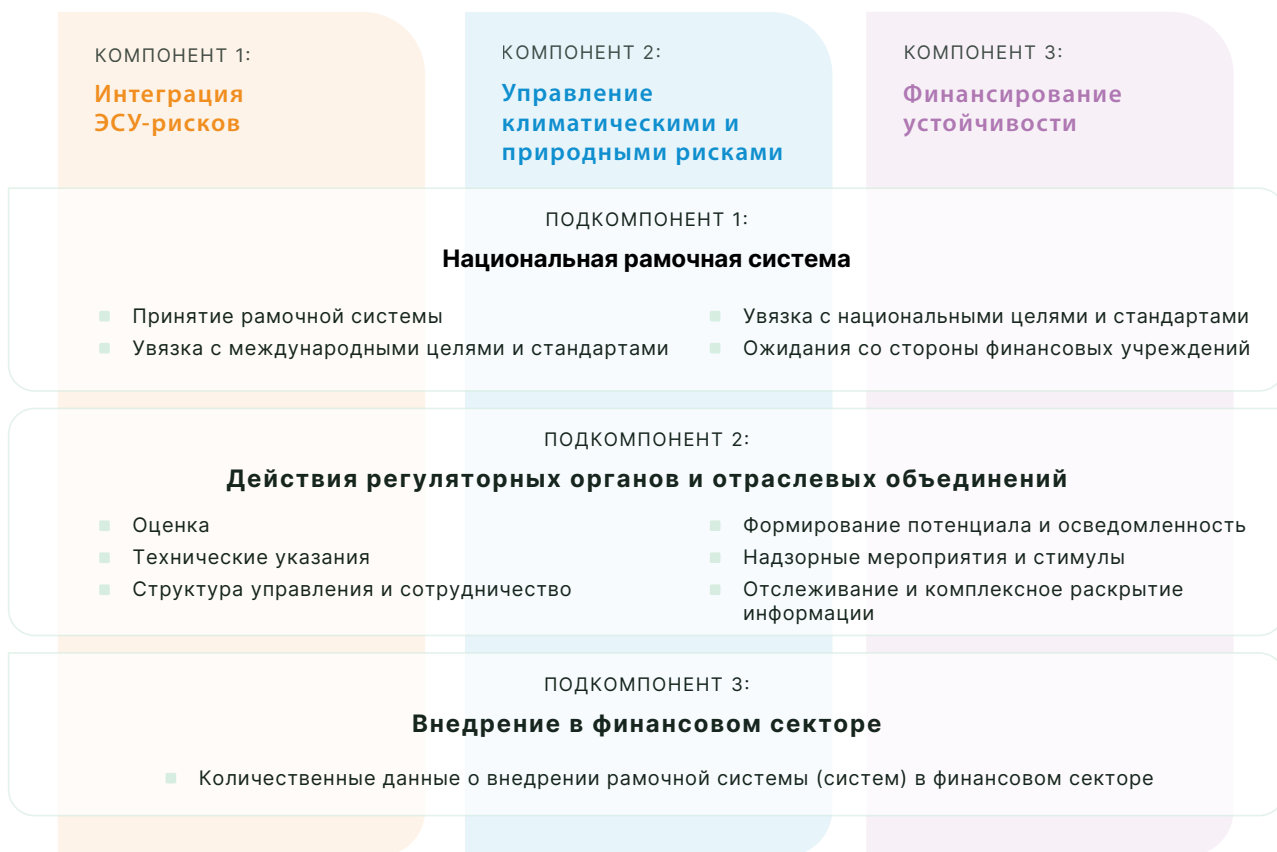 КОМПОНЕНТ 1:
Интеграция
ЭСУ-рисков
КОМПОНЕНТ 2:
Управление
климатическими и
природными рисками
КОМПОНЕНТ 3:
Финансирование
устойчивости
ПОДКОМПОНЕНТ 1:
Национальная рамочная система
Принятие рамочной системы
Увязка с международными целями и стандартами
Увязка с национальными целями и стандартами
Ожидания со стороны финансовых учреждений
ПОДКОМПОНЕНТ 2:
Действия регуляторных органов и отраслевых объединений
Оценка
Технические указания
Структура управления и сотрудничество
Формирование потенциала и осведомленность
Надзорные мероприятия и стимулы
Отслеживание и комплексное раскрытие
информации
ПОДКОМПОНЕНТ 3:
Внедрение в финансовом секторе
Количественные данные о внедрении рамочной системы (систем) в финансовом секторе